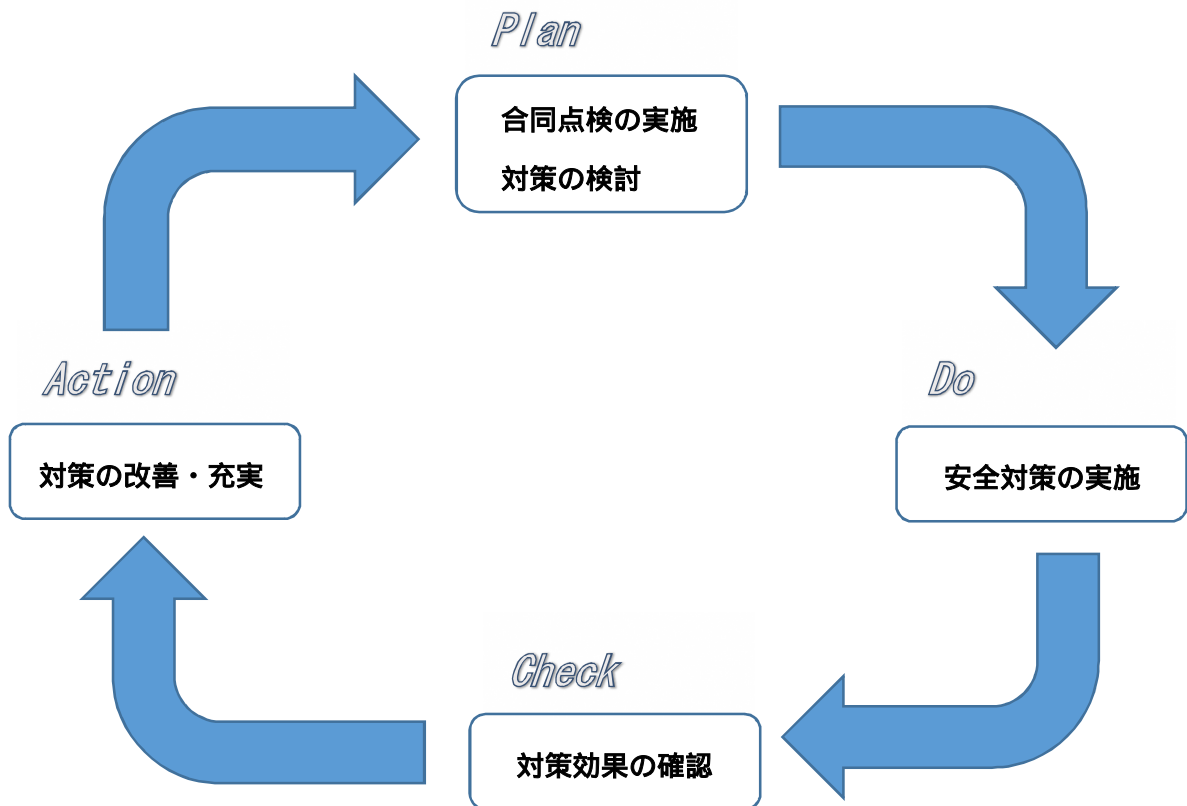 Plan
合同点検の実施
対策の検討
Action
対策の改善・充実
Do
安全対策の実施
Check
対策効果の確認